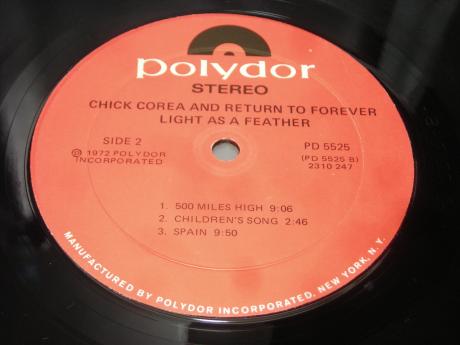 polydor
STEREO
CHICK COREA AND RETURN TO FOREVER
LIGHT AS A FEATHER
SIDE 2
PD 5525
℗ 1972 POLYDOR
INCORPORATED
(PD 5525 B)
2310 247
1. 500 MILES HIGH 9:06
2. CHILDREN'S SONG 2:46
3. SPAIN 9:50
MANUFACTURED BY POLYDOR INCORPORATED, NEW YORK, N.Y.